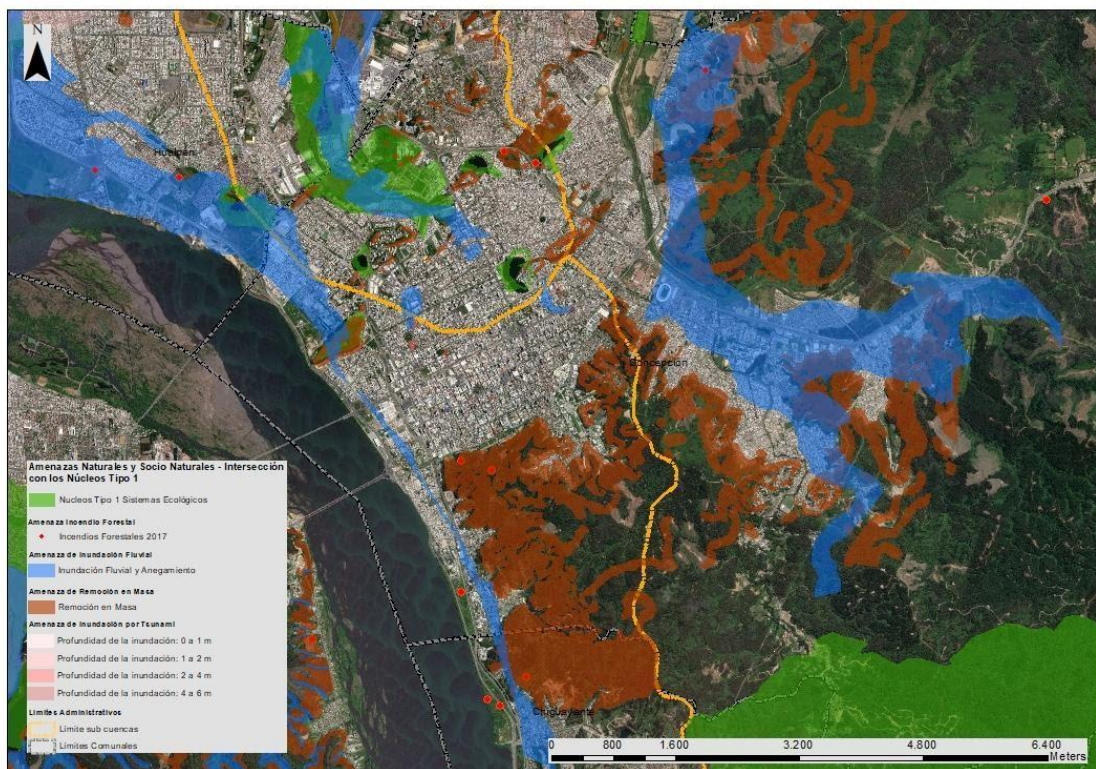 N
Hualpén
Concepción
Chiguayante
Amenazas Naturales y Socio Naturales - Intersección
con los Núcleos Tipo 1
Nucleos Tipo 1 Sistemas Ecológicos
Amenaza Incendio Forestal
Incendios Forestales 2017
Amenaza de Inundación Fluvial
Inundación Fluvial y Anegamiento
Amenaza de Remoción en Masa
Remoción en Masa
Amenaza de Inundación por Tsunami
Profundidad de la inundación: 0 a 1 m
Profundidad de la inundación: 1 a 2 m
Profundidad de la inundación: 2 a 4 m
Profundidad de la inundación: 4 a 6 m
Limites Administrativos
Limite sub cuencas
Limites Comunales
0 800 1.600 3.200 4.800 6.400
Meters